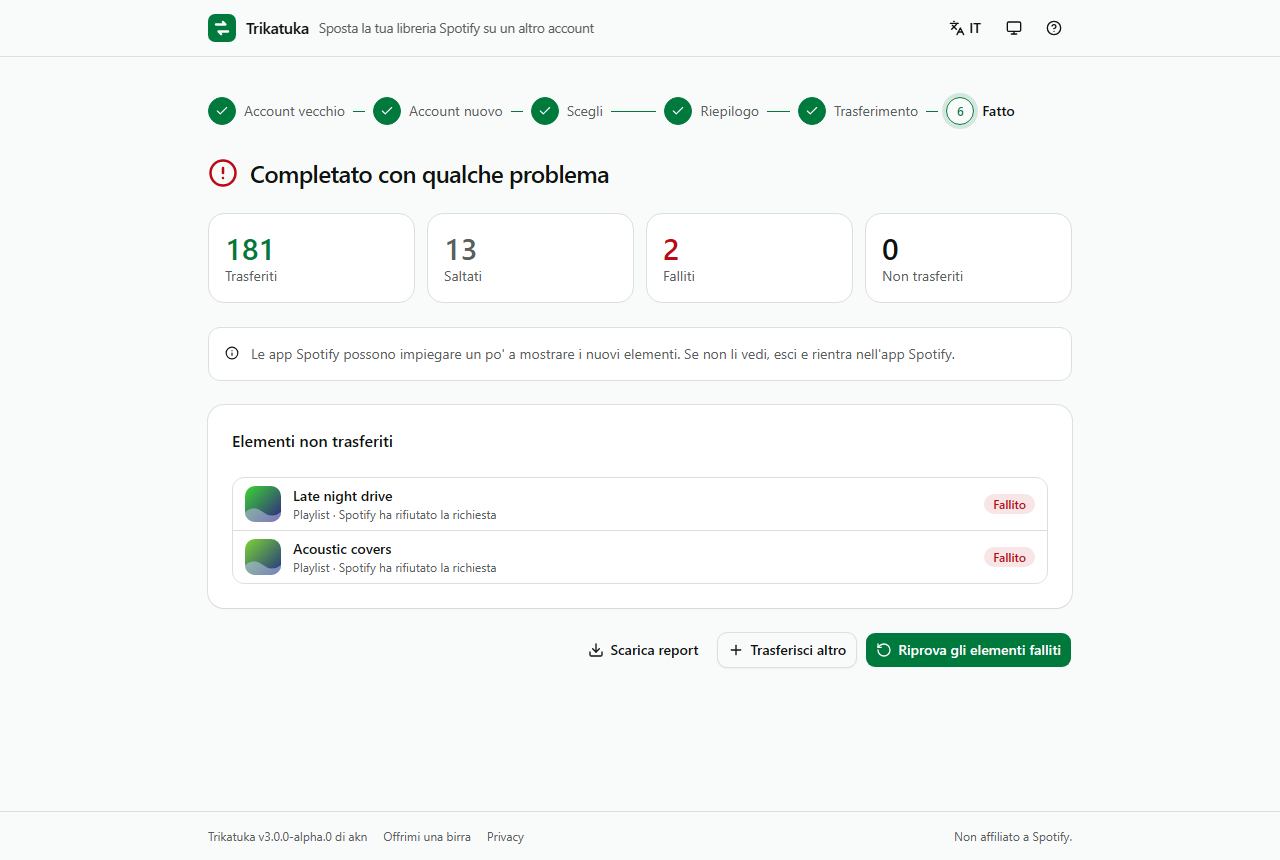 Trikatuka Sposta la tua libreria Spotify su un altro account IT
Account vecchio Account nuovo Scegli Riepilogo Trasferimento 6 Fatto
Completato con qualche problema
181 13 2 0
Trasferiti Saltati Falliti Non trasferiti
Le app Spotify possono impiegare un po' a mostrare i nuovi elementi. Se non li vedi, esci e rientra nell'app Spotify.
Elementi non trasferiti
Late night drive
Playlist · Spotify ha rifiutato la richiesta
Fallito
Acoustic covers
Playlist · Spotify ha rifiutato la richiesta
Fallito
Scarica report Trasferisci altro Riprova gli elementi falliti
Trikatuka v3.0.0-alpha.0 di akn Offrimi una birra Privacy Non affiliato a Spotify.